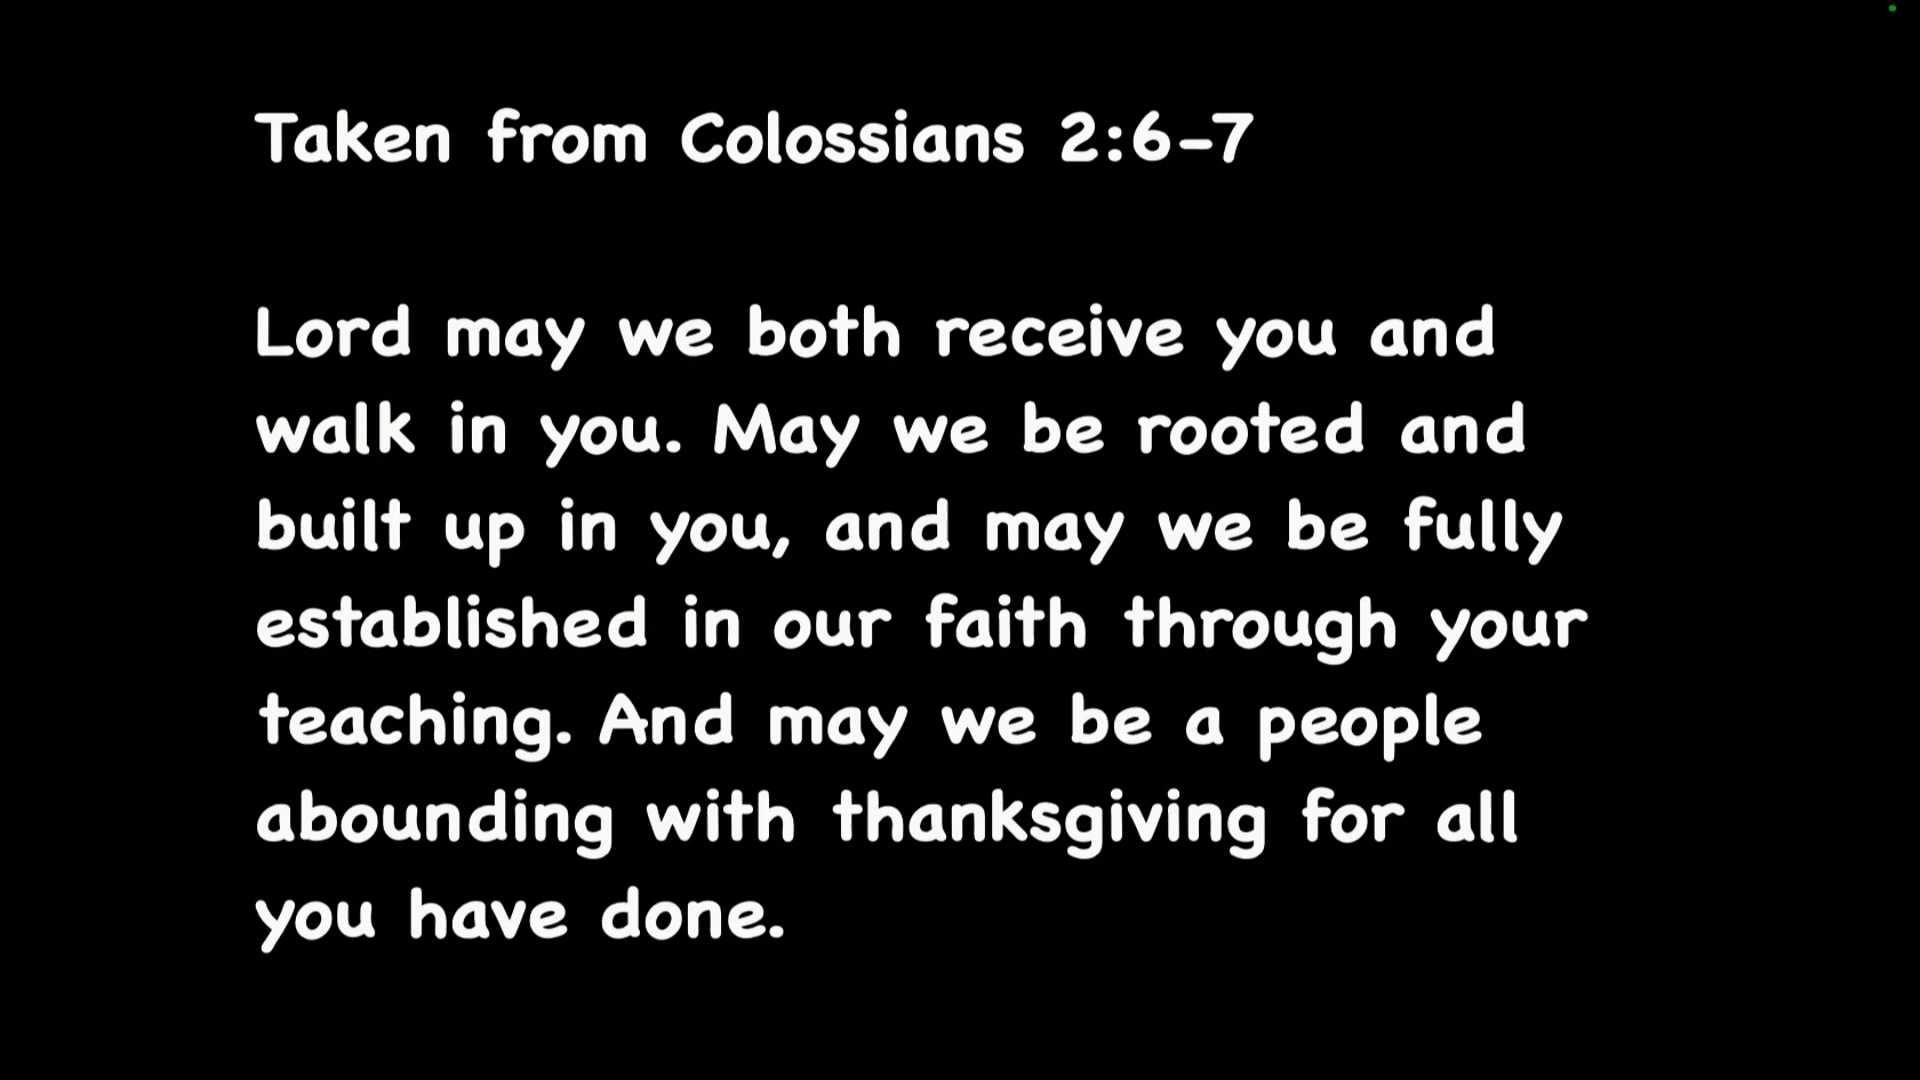 Taken from Colossians 2:6-7
Lord may we both receive you and
walk in you. May we be rooted and
built up in you, and may we be fully
established in our faith through your
teaching. And may we be a people
abounding with thanksgiving for all
you have done.